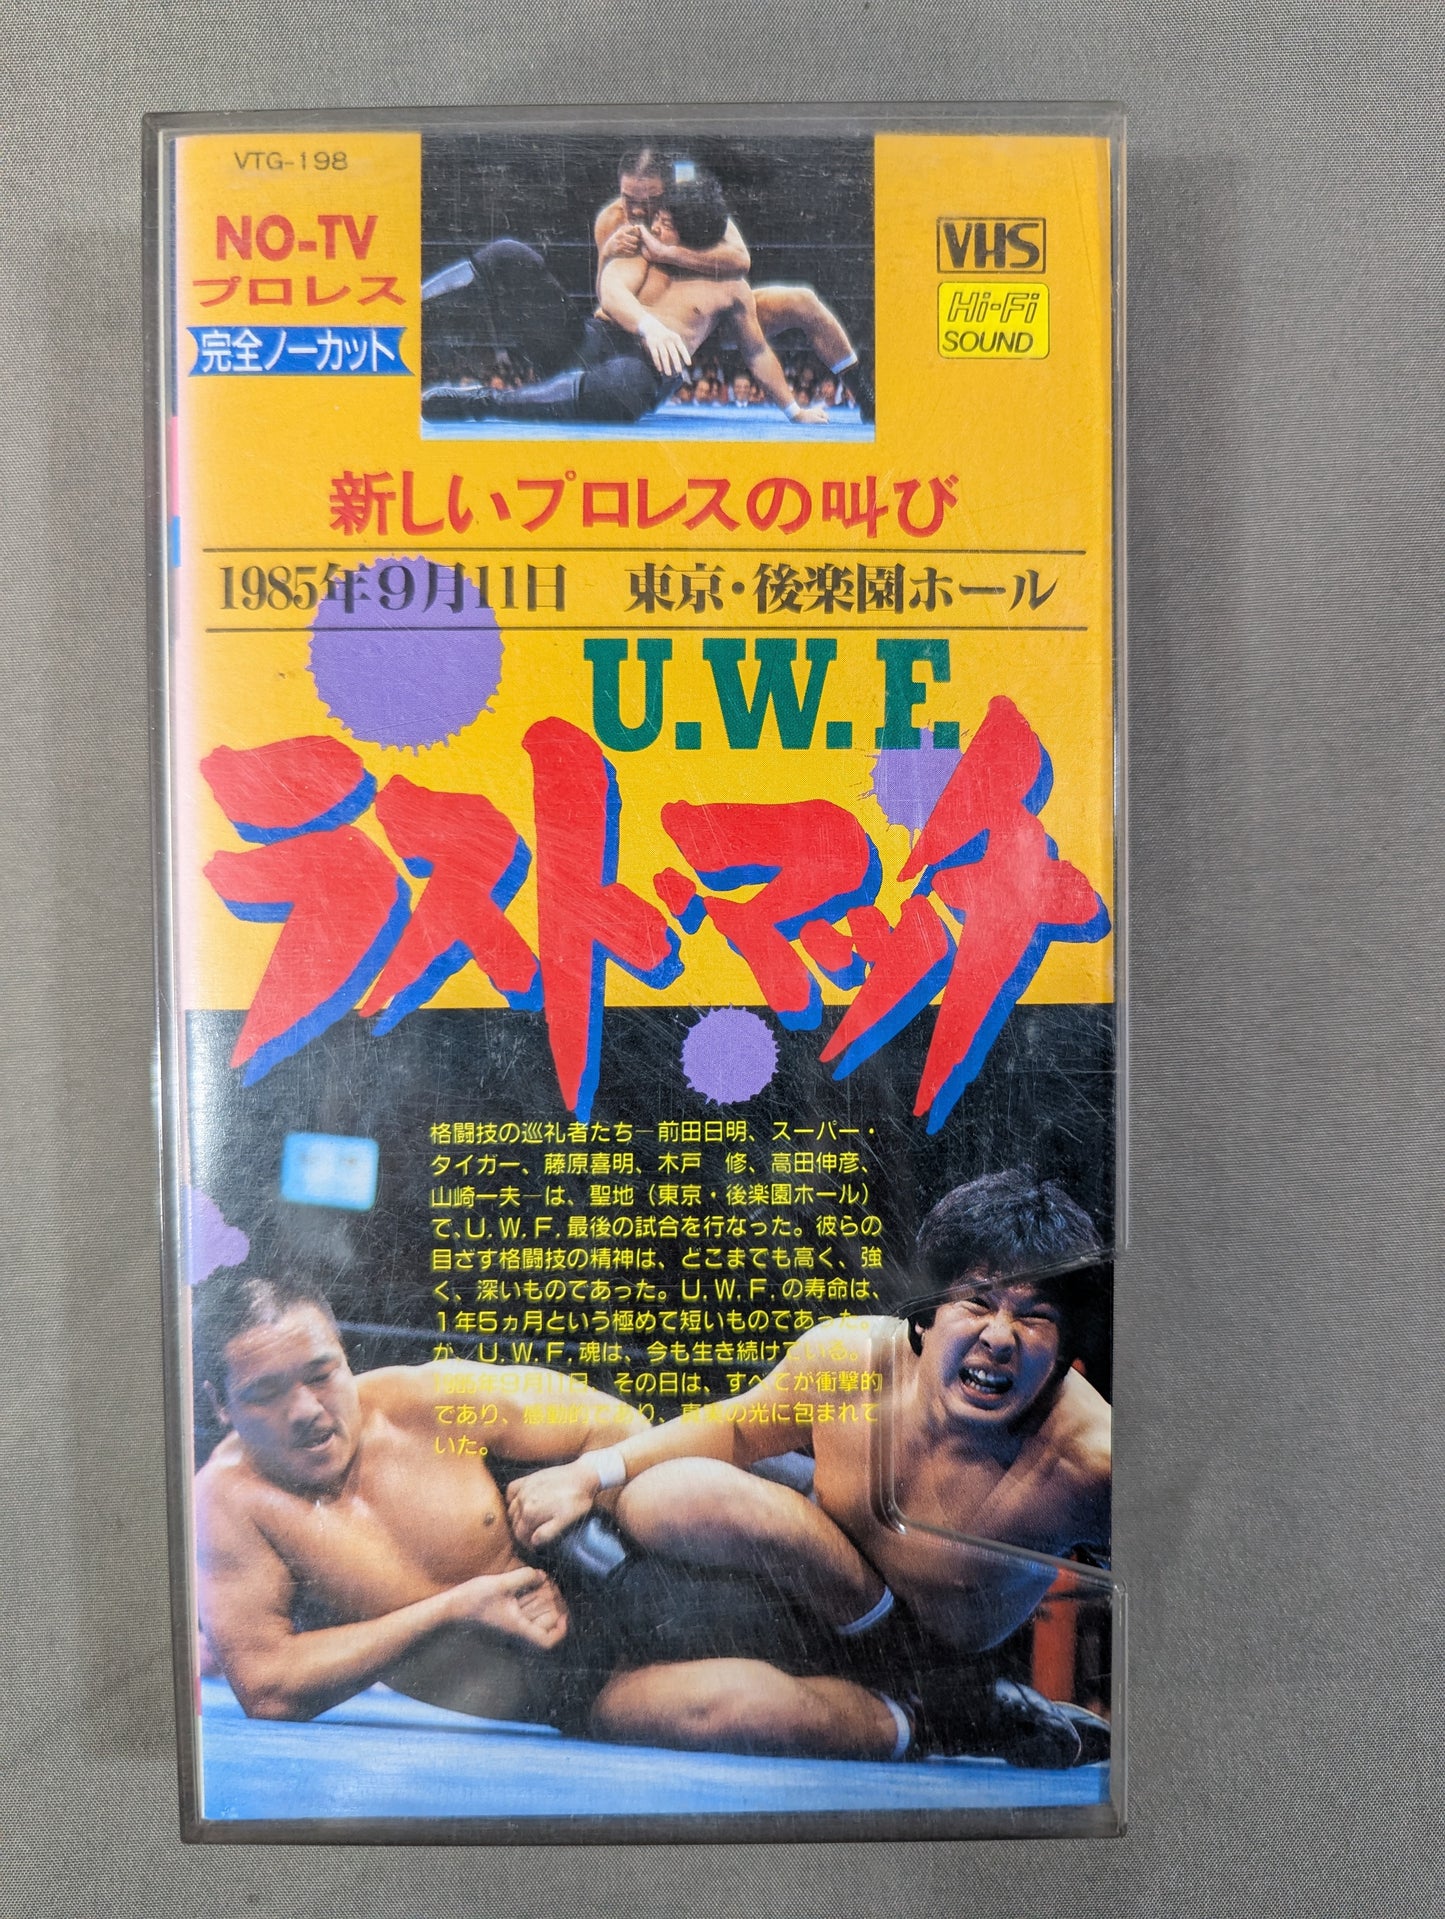 VTG-198
NO-TV
プロレス
完全ノーカット
VHS
Hi-Fi
SOUND
新しいプロレスの叫び
1985年9月11日 東京・後楽園ホール
U.W.F.
ラスト・マッチ
格闘技の巡礼者たち—前田日明、スーパー・
タイガー、藤原喜明、木戸 修、高田伸彦、
山崎一夫—は、聖地（東京・後楽園ホール）
で、U.W.F.最後の試合を行なった。彼らの
目ざす格闘技の精神は、どこまでも高く、強
く、深いものであった。U.W.F.の寿命は、
1年5ヵ月という極めて短いものであった。
が、U.W.F.魂は、今も生き続けている。
1985年9月11日、その日は、すべてが衝撃的
であり、感動的であり、真実の光に包まれて
いた。